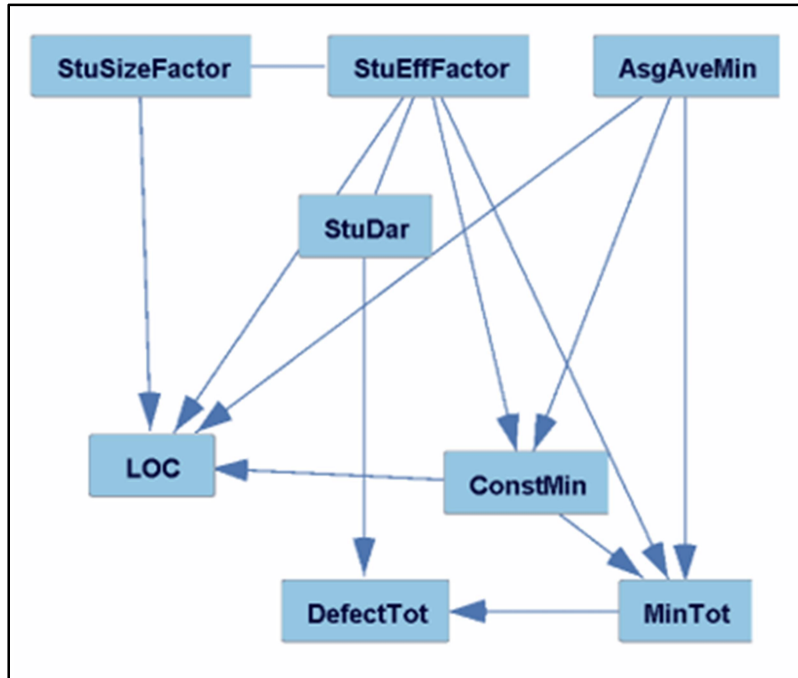 StuSizeFactor
StuEffFactor
AsgAveMin
StuDar
LOC
ConstMin
DefectTot
MinTot